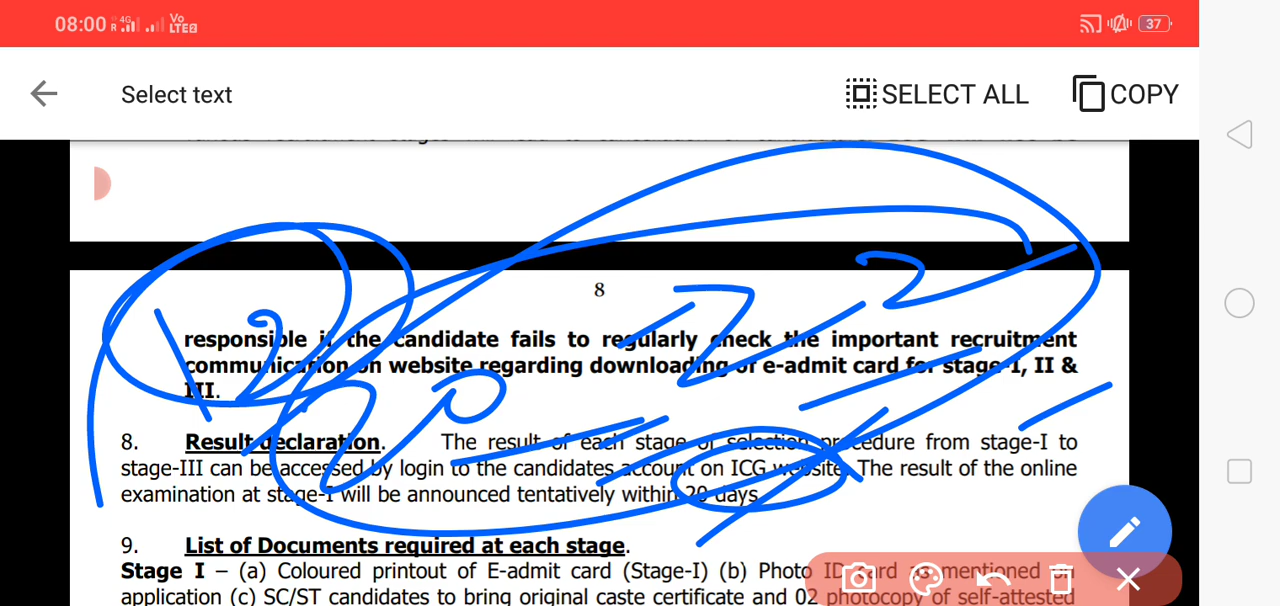 08:00 R 4G Vo LTE2 37
Select text SELECT ALL COPY
8
responsible if the candidate fails to regularly check the important recruitment
communication on website regarding downloading of e-admit card for stage-I, II &
III.
8. Result declaration. The result of each stage of selection procedure from stage-I to
stage-III can be accessed by login to the candidates account on ICG website. The result of the online
examination at stage-I will be announced tentatively within 20 days.
9. List of Documents required at each stage.
Stage I – (a) Coloured printout of E-admit card (Stage-I) (b) Photo ID card as mentioned
application (c) SC/ST candidates to bring original caste certificate and 02 photocopy of self-attested